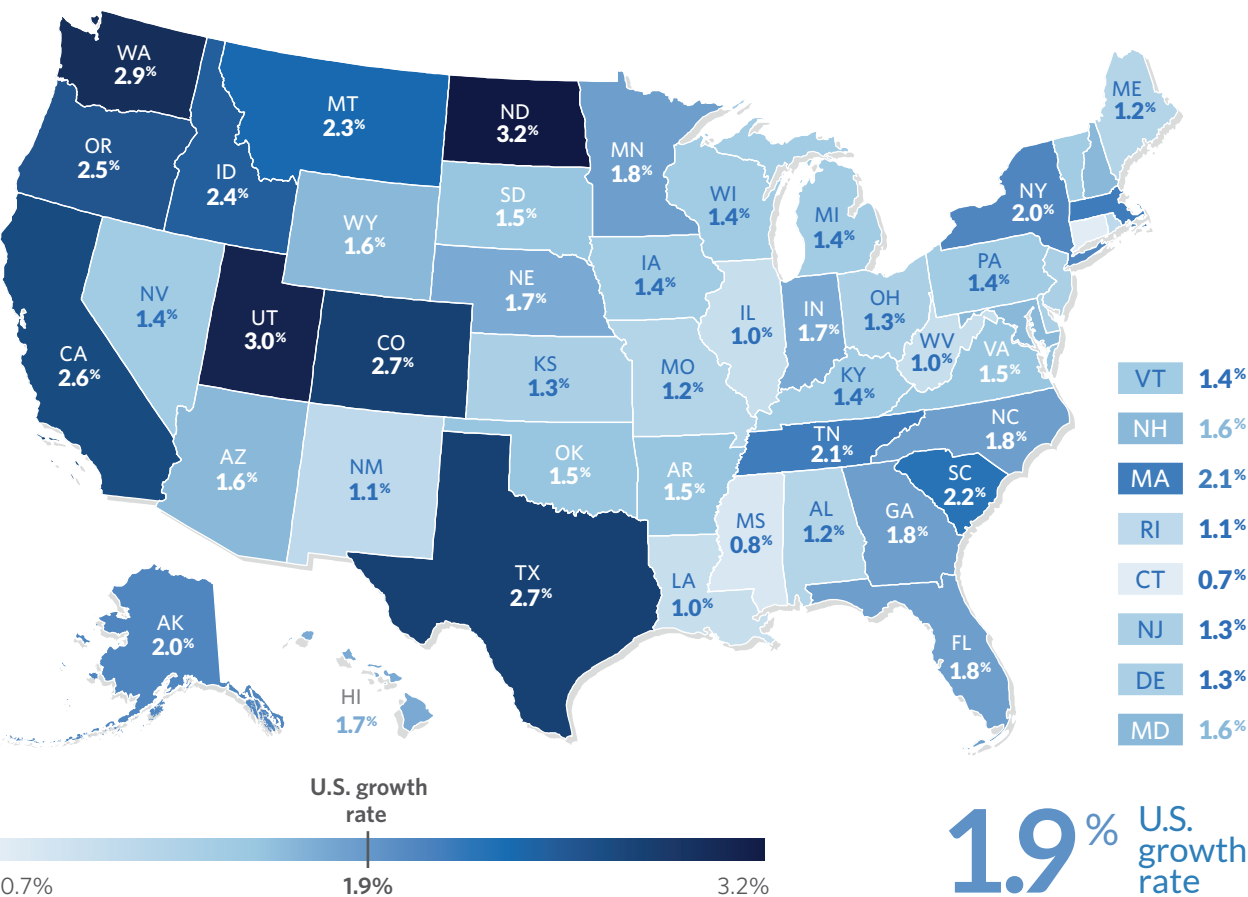 WA
2.9%
OR
2.5%
CA
2.6%
NV
1.4%
ID
2.4%
MT
2.3%
WY
1.6%
UT
3.0%
CO
2.7%
AZ
1.6%
NM
1.1%
ND
3.2%
SD
1.5%
NE
1.7%
KS
1.3%
OK
1.5%
TX
2.7%
MN
1.8%
IA
1.4%
MO
1.2%
AR
1.5%
LA
1.0%
WI
1.4%
IL
1.0%
MI
1.4%
IN
1.7%
OH
1.3%
KY
1.4%
TN
2.1%
MS
0.8%
AL
1.2%
GA
1.8%
FL
1.8%
SC
2.2%
NC
1.8%
VA
1.5%
WV
1.0%
PA
1.4%
NY
2.0%
ME
1.2%
AK
2.0%
HI
1.7%
VT 1.4%
NH 1.6%
MA 2.1%
RI 1.1%
CT 0.7%
NJ 1.3%
DE 1.3%
MD 1.6%
U.S. growth
rate
0.7%
1.9%
3.2%
1.9%
U.S.
growth
rate